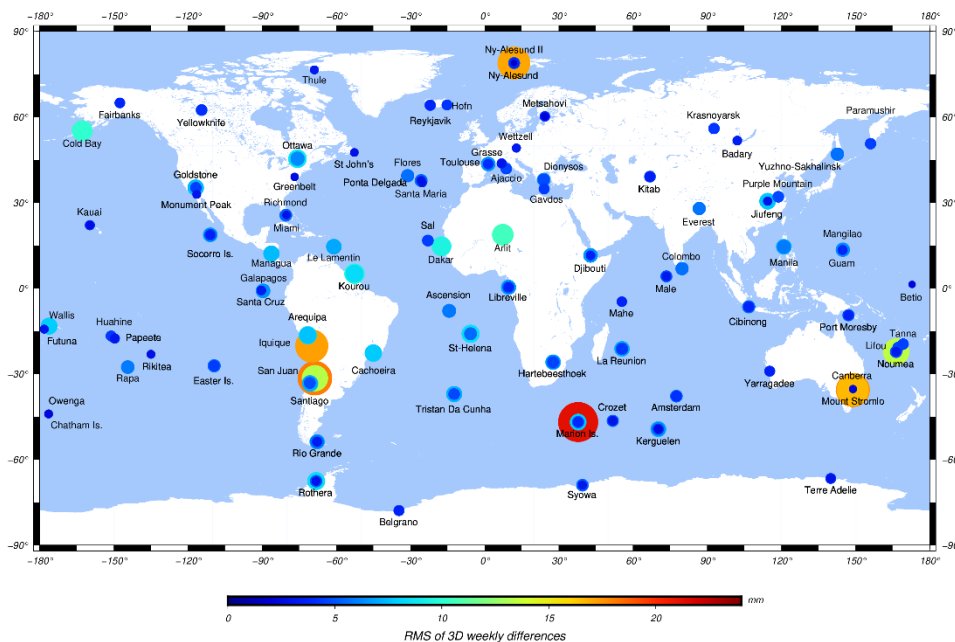 −180° −150° −120° −90° −60° −30° 0° 30° 60° 90° 120° 150° 180°
90° 90°
Ny-Alesund II
Ny-Alesund
Thule
60° 60°
Fairbanks
Yellowknife
Reykjavik
Hofn
Metsahovi
Krasnoyarsk
Paramushir
Cold Bay
Ottawa
St John's
Wettzell
Grasse
Toulouse
Ajaccio
Badary
Yuzhno-Sakhalinsk
Goldstone
Greenbelt
Flores
Ponta Delgada
Santa Maria
Dionysos
Gavdos
Kitab
Purple Mountain
Jiufeng
30° 30°
Monument Peak
Richmond
Miami
Everest
Kauai
Socorro Is.
Sal
Dakar
Arlit
Djibouti
Colombo
Manila
Mangilao
Guam
Managua
Le Lamentin
Kourou
Galapagos
Santa Cruz
Libreville
Male
Betio
0° 0°
Ascension
Mahe
Cibinong
Port Moresby
Wallis
Futuna
Huahine
Papeete
Arequipa
Iquique
St-Helena
Tanna
Lifou
Noumea
Rapa
Rikitea
Easter Is.
San Juan
Cachoeira
Hartebeesthoek
La Reunion
Yarragadee
Canberra
Mount Stromlo
−30° −30°
Santiago
Owenga
Chatham Is.
Tristan Da Cunha
Marion Is.
Crozet
Amsterdam
Kerguelen
Rio Grande
−60° −60°
Rothera
Syowa
Terre Adelie
Belgrano
−90° −90°
−180° −150° −120° −90° −60° −30° 0° 30° 60° 90° 120° 150° 180°
mm
0 5 10 15 20
RMS of 3D weekly differences